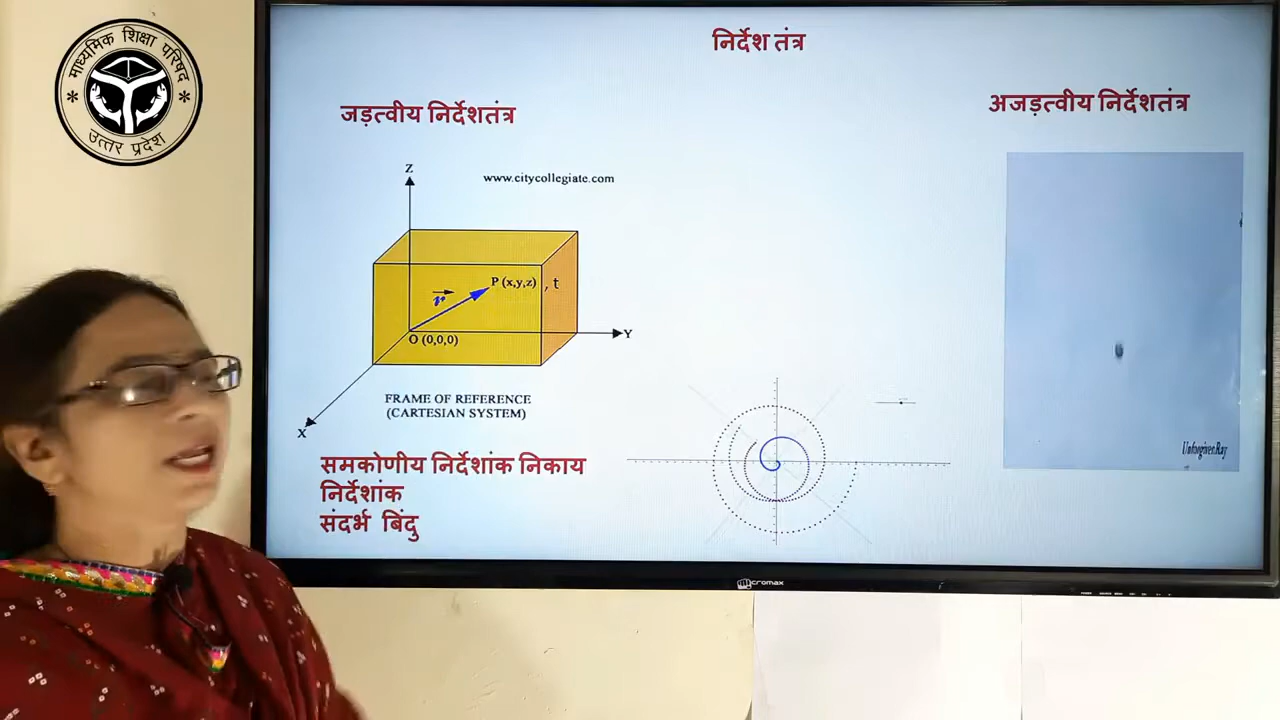 माध्यमिक शिक्षा परिषद
उत्तर प्रदेश
निर्देश तंत्र
जड़त्वीय निर्देशतंत्र
अजड़त्वीय निर्देशतंत्र
www.citycollegiate.com
Z
P (x,y,z) , t
r
O (0,0,0)
Y
X
FRAME OF REFERENCE
(CARTESIAN SYSTEM)
समकोणीय निर्देशांक निकाय
निर्देशांक
संदर्भ बिंदु
Unforgiven Ray
micromax